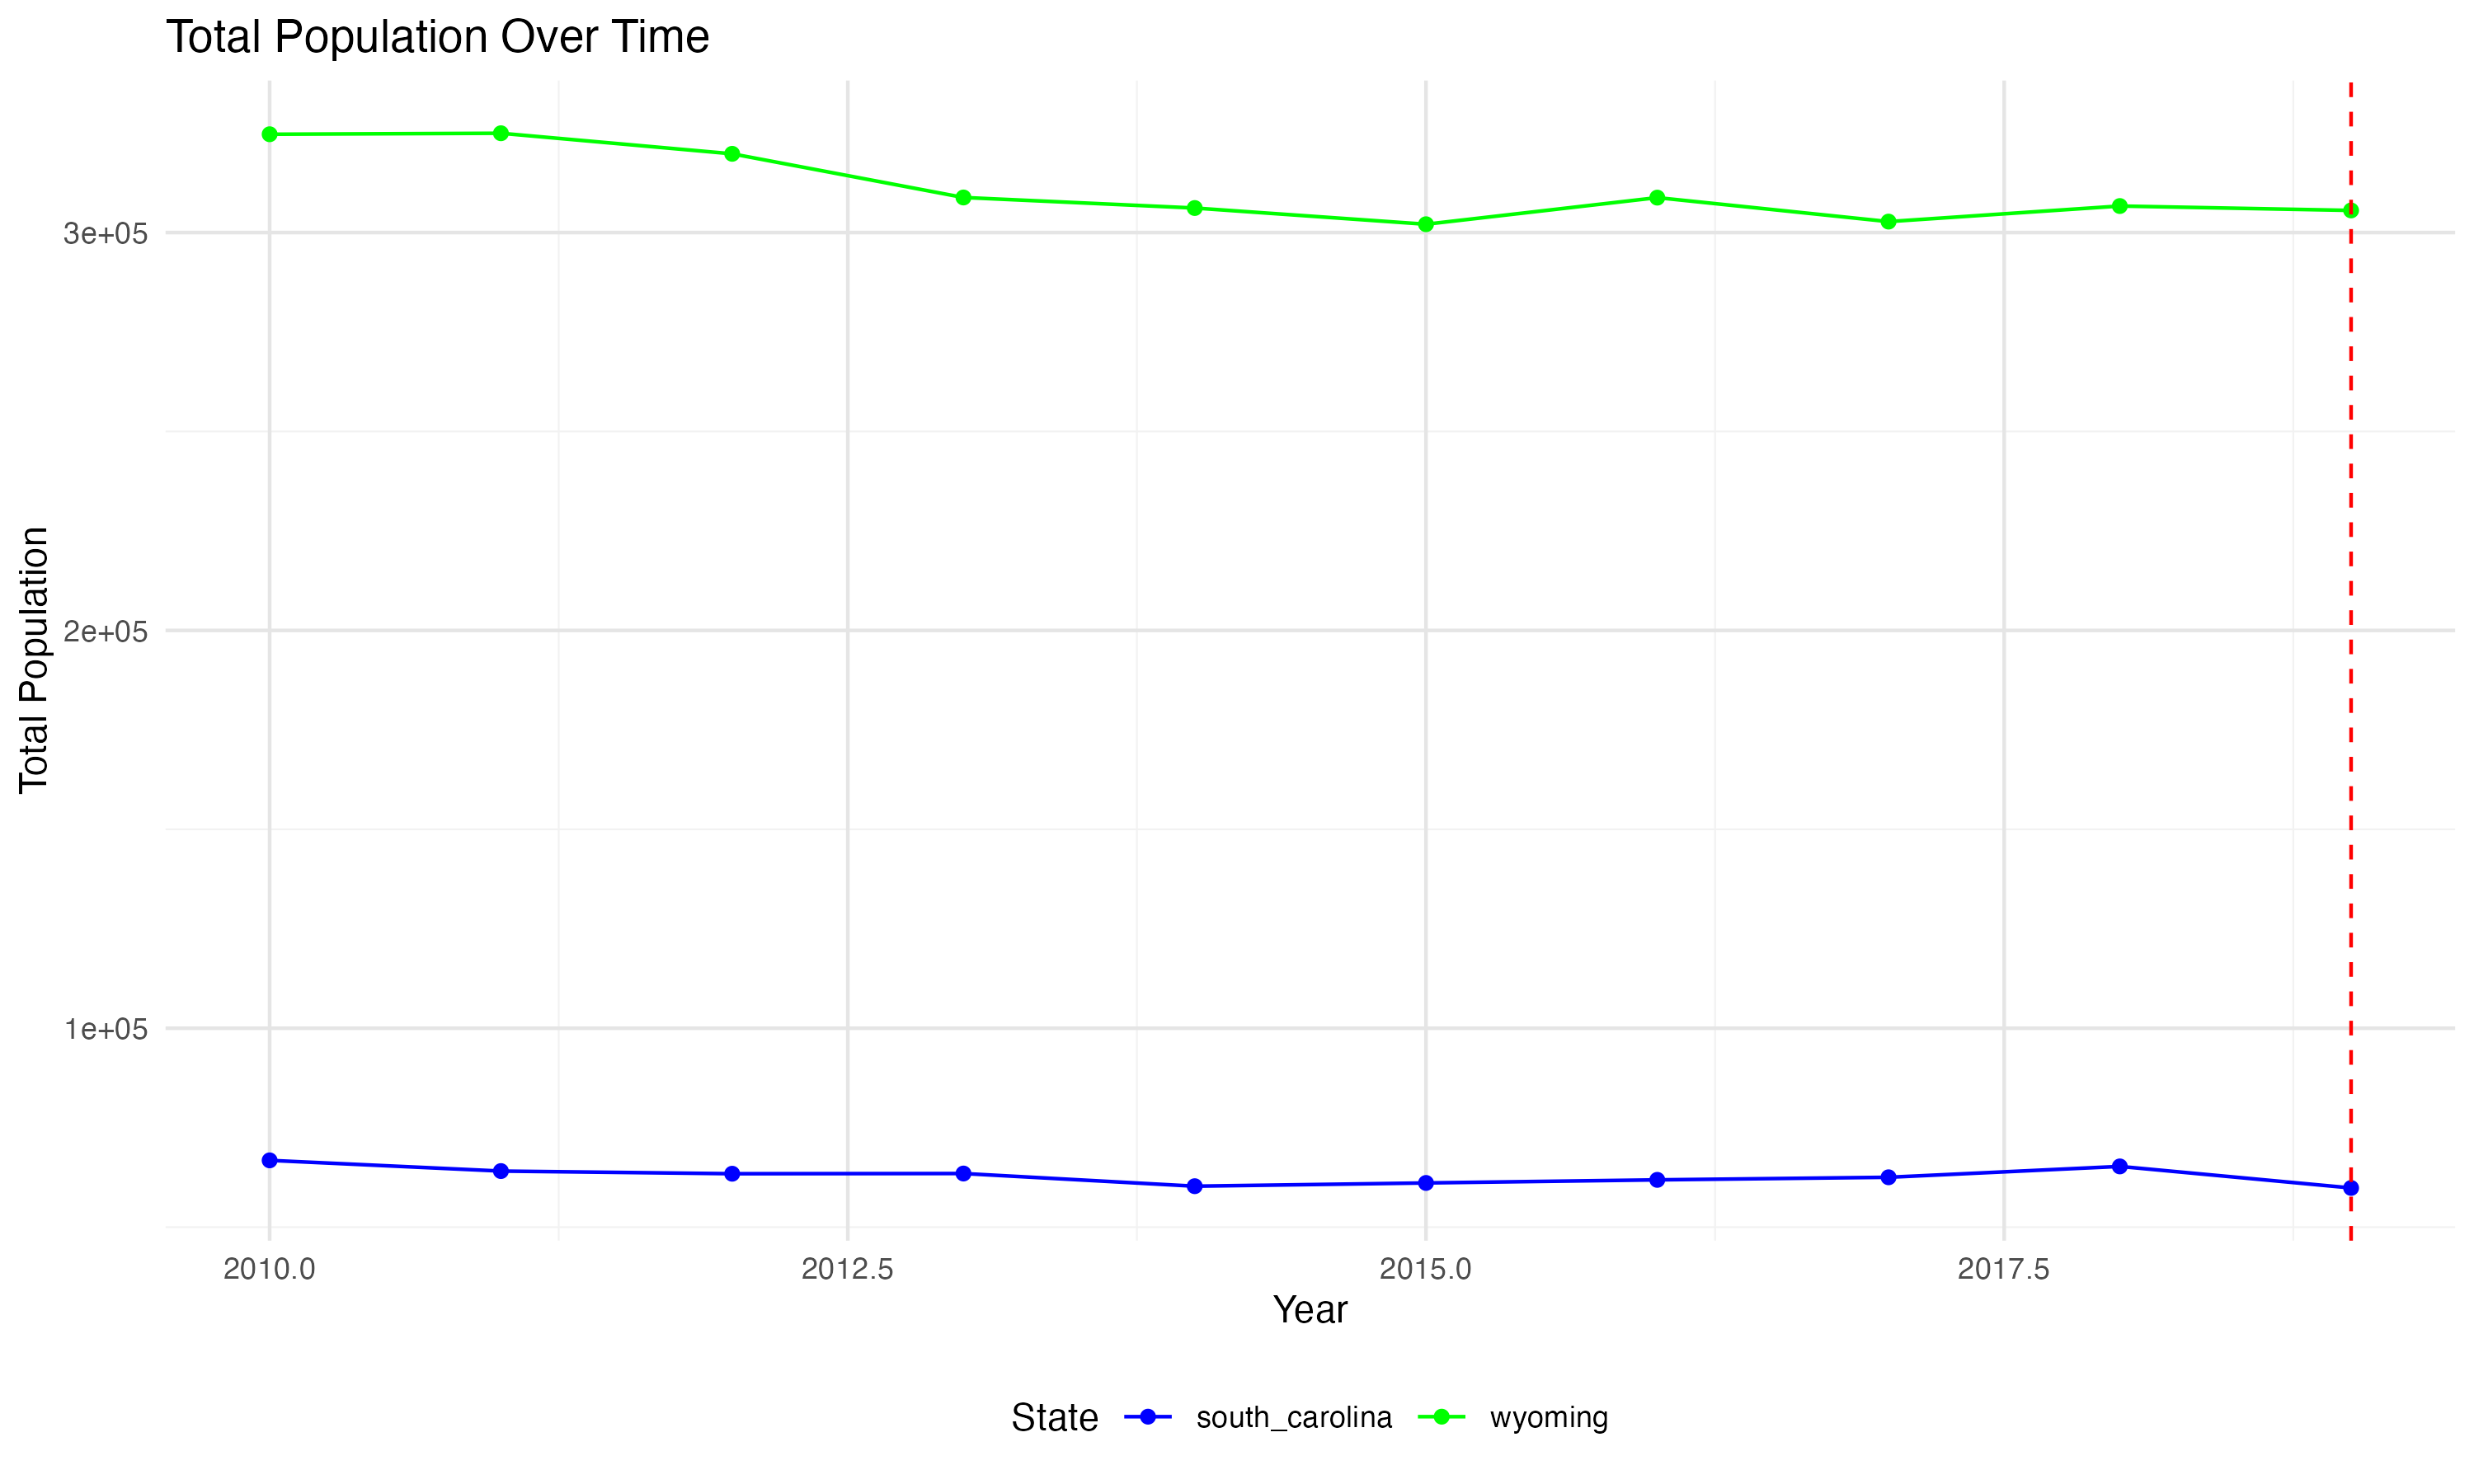 Total Population Over Time
Total Population
3e+05
2e+05
1e+05
2010.0 2012.5 2015.0 2017.5
Year
State south_carolina wyoming